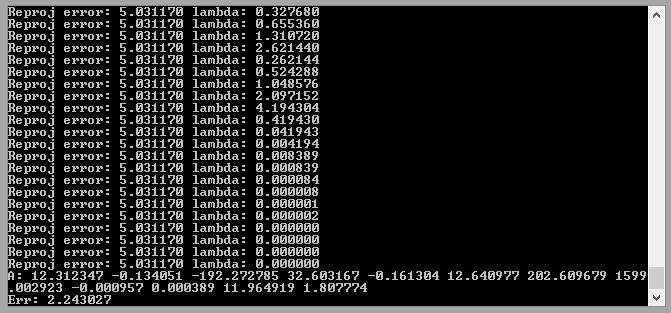 Reproj error: 5.031170 lambda: 0.327680
Reproj error: 5.031170 lambda: 0.655360
Reproj error: 5.031170 lambda: 1.310720
Reproj error: 5.031170 lambda: 2.621440
Reproj error: 5.031170 lambda: 0.262144
Reproj error: 5.031170 lambda: 0.524288
Reproj error: 5.031170 lambda: 1.048576
Reproj error: 5.031170 lambda: 2.097152
Reproj error: 5.031170 lambda: 4.194304
Reproj error: 5.031170 lambda: 0.419430
Reproj error: 5.031170 lambda: 0.041943
Reproj error: 5.031170 lambda: 0.004194
Reproj error: 5.031170 lambda: 0.008389
Reproj error: 5.031170 lambda: 0.000839
Reproj error: 5.031170 lambda: 0.000084
Reproj error: 5.031170 lambda: 0.000008
Reproj error: 5.031170 lambda: 0.000001
Reproj error: 5.031170 lambda: 0.000002
Reproj error: 5.031170 lambda: 0.000000
Reproj error: 5.031170 lambda: 0.000000
Reproj error: 5.031170 lambda: 0.000000
Reproj error: 5.031170 lambda: 0.000000
A: 12.312347 -0.134051 -192.272785 32.603167 -0.161304 12.640977 202.609679 1599
.002923 -0.000957 0.000389 11.964919 1.807774
Err: 2.243027